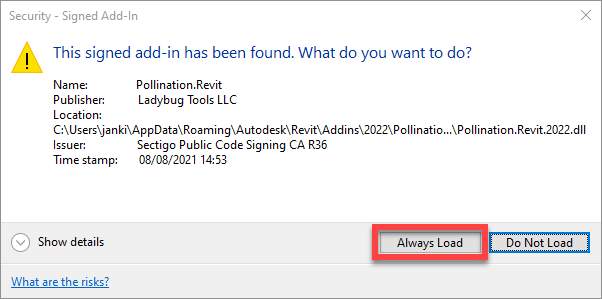 Security - Signed Add-In
This signed add-in has been found. What do you want to do?
Name: Pollination.Revit
Publisher: Ladybug Tools LLC
Location:
C:\Users\janki\AppData\Roaming\Autodesk\Revit\Addins\2022\Pollinatio...\Pollination.Revit.2022.dll
Issuer: Sectigo Public Code Signing CA R36
Time stamp: 08/08/2021 14:53
Show details
Always Load
Do Not Load
What are the risks?